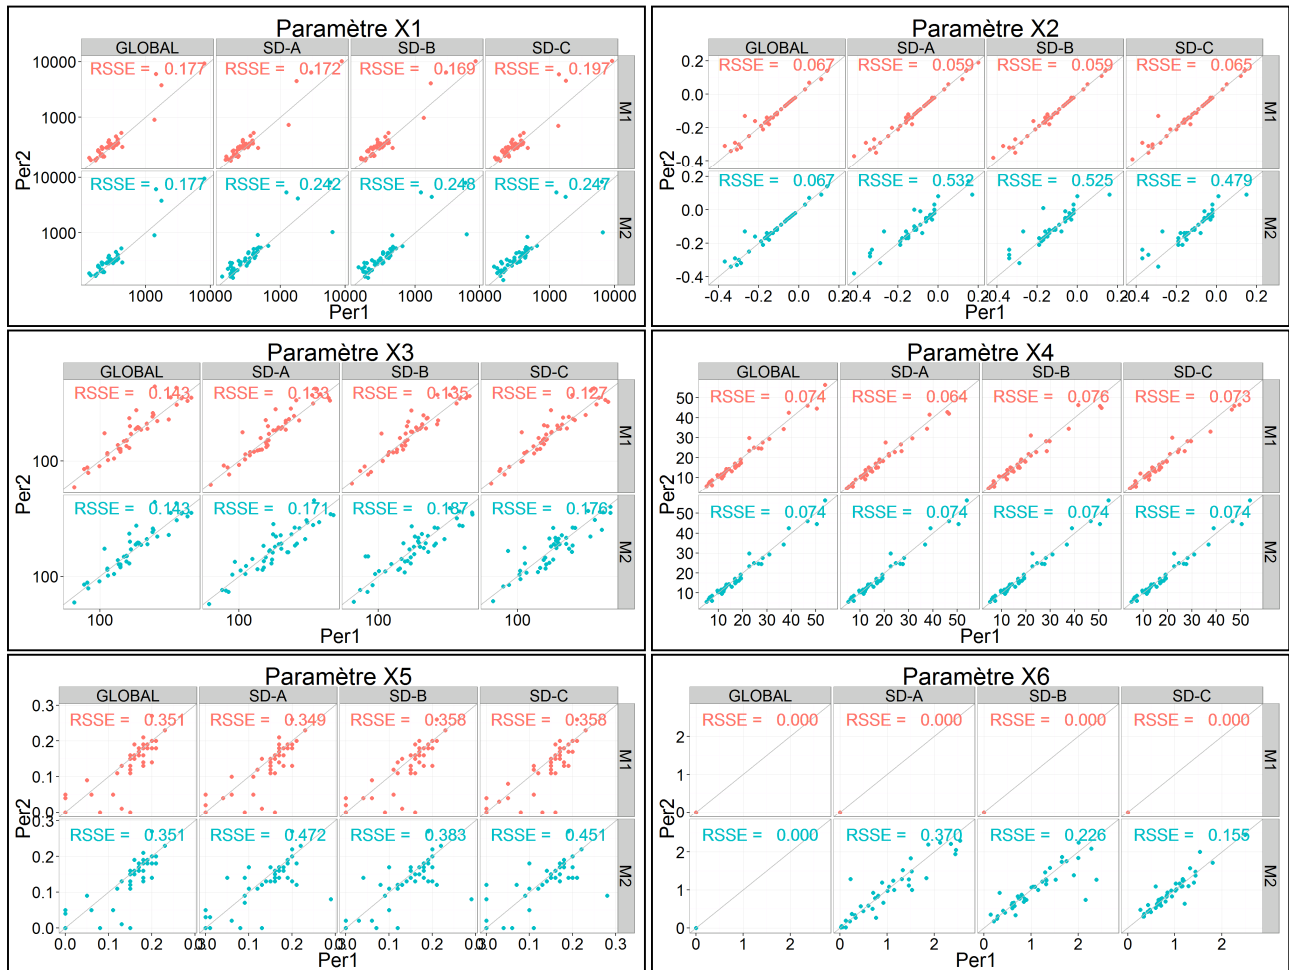 Paramètre X1
GLOBAL SD-A SD-B SD-C
10000 RSSE = 0.177 RSSE = 0.172 RSSE = 0.169 RSSE = 0.197
1000
M1
Per2
10000 RSSE = 0.177 RSSE = 0.242 RSSE = 0.248 RSSE = 0.247
1000
M2
1000 10000 1000 10000 1000 10000 1000 10000
Per1
Paramètre X2
GLOBAL SD-A SD-B SD-C
0.2 RSSE = 0.067 RSSE = 0.059 RSSE = 0.059 RSSE = 0.065
0.0
M1
-0.2
-0.4
Per2
0.2 RSSE = 0.067 RSSE = 0.532 RSSE = 0.525 RSSE = 0.479
0.0
M2
-0.2
-0.4
-0.4 -0.2 0.0 0.2 -0.4 -0.2 0.0 0.2 -0.4 -0.2 0.0 0.2 -0.4 -0.2 0.0 0.2
Per1
Paramètre X3
GLOBAL SD-A SD-B SD-C
RSSE = 0.143 RSSE = 0.133 RSSE = 0.135 RSSE = 0.127
M1
100
Per2
RSSE = 0.143 RSSE = 0.171 RSSE = 0.187 RSSE = 0.176
M2
100
100 100 100 100
Per1
Paramètre X4
GLOBAL SD-A SD-B SD-C
50 RSSE = 0.074 RSSE = 0.064 RSSE = 0.076 RSSE = 0.073
40
30
M1
20
10
Per2
50 RSSE = 0.074 RSSE = 0.074 RSSE = 0.074 RSSE = 0.074
40
30
M2
20
10
10 20 30 40 50 10 20 30 40 50 10 20 30 40 50 10 20 30 40 50
Per1
Paramètre X5
GLOBAL SD-A SD-B SD-C
0.3 RSSE = 0.351 RSSE = 0.349 RSSE = 0.358 RSSE = 0.358
0.2
M1
0.1
0.0
Per2
0.3 RSSE = 0.351 RSSE = 0.472 RSSE = 0.383 RSSE = 0.451
0.2
M2
0.1
0.0
0.0 0.1 0.2 0.3 0.0 0.1 0.2 0.3 0.0 0.1 0.2 0.3 0.0 0.1 0.2 0.3
Per1
Paramètre X6
GLOBAL SD-A SD-B SD-C
RSSE = 0.000 RSSE = 0.000 RSSE = 0.000 RSSE = 0.000
2
M1
1
0
Per2
RSSE = 0.000 RSSE = 0.370 RSSE = 0.226 RSSE = 0.155
2
M2
1
0
0 1 2 0 1 2 0 1 2 0 1 2
Per1